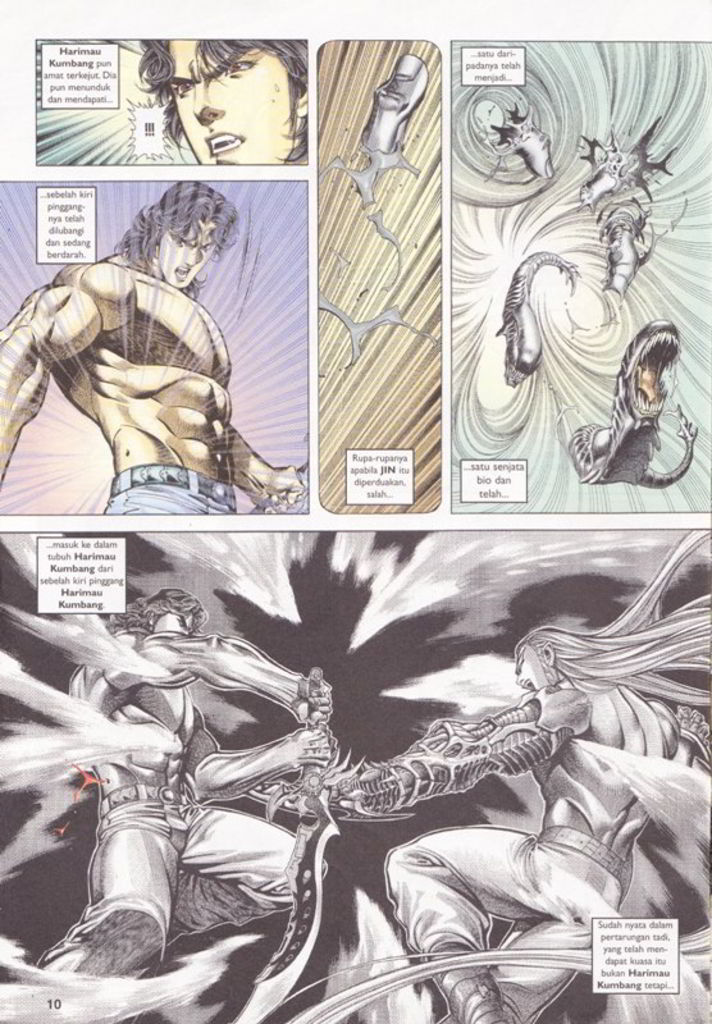 Harimau
Kumbang pun
amat terkejut. Dia
pun menunduk
dan mendapati...
!!!
...sebelah kiri
pinggang-
nya telah
dilubangi
dan sedang
berdarah.
Rupa-rupanya
apabila JIN itu
diperduakan,
salah...
...satu dari-
padanya telah
menjadi...
...satu senjata
bio dan
telah...
...masuk ke dalam
tubuh Harimau
Kumbang dari
sebelah kiri pinggang
Harimau
Kumbang.
Sudah nyata dalam
pertarungan tadi,
yang telah men-
dapat kuasa itu
bukan Harimau
Kumbang tetapi...
10